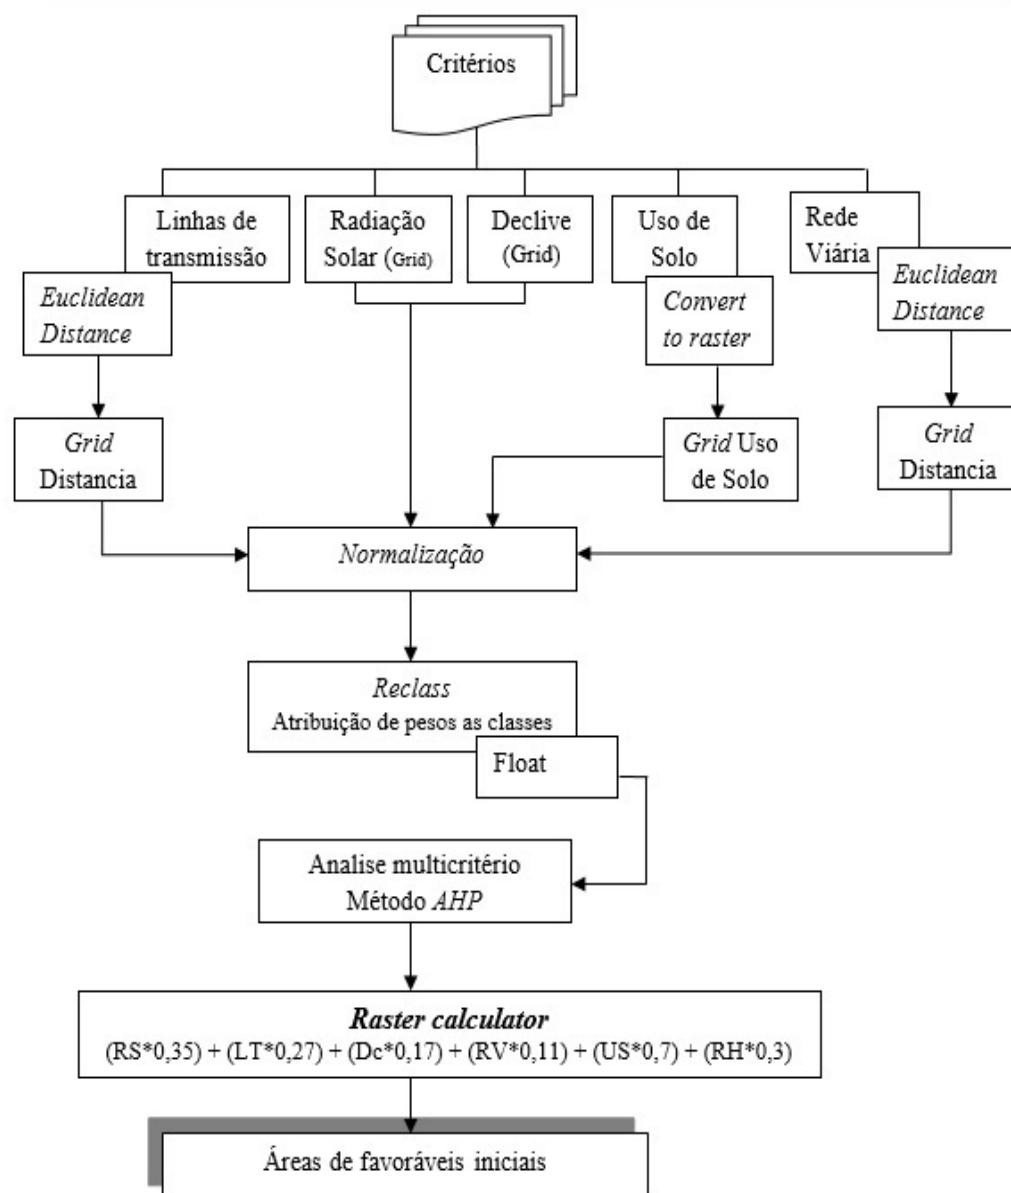 Critérios
Linhas de
transmissão
Radiação
Solar (Grid)
Declive
(Grid)
Uso de
Solo
Rede
Viária
Euclidean
Distance
Convert
to raster
Euclidean
Distance
Grid
Distancia
Grid Uso
de Solo
Grid
Distancia
Normalização
Reclass
Atribuição de pesos as classes
Float
Analise multicritério
Método AHP
Raster calculator
(RS*0,35) + (LT*0,27) + (Dc*0,17) + (RV*0,11) + (US*0,7) + (RH*0,3)
Áreas de favoráveis iniciais